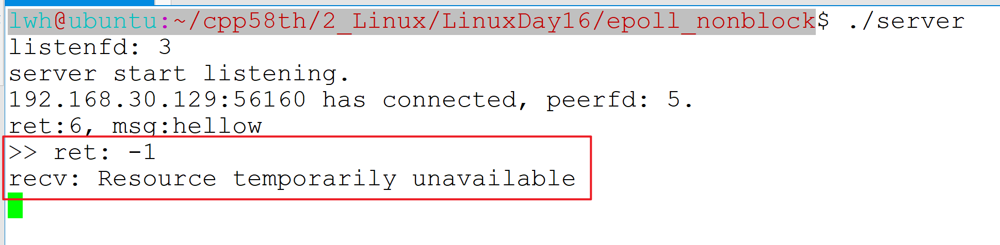 lwh@ubuntu:~/cpp58th/2_Linux/LinuxDay16/epoll_nonblock$ ./server
listenfd: 3
server start listening.
192.168.30.129:56160 has connected, peerfd: 5.
ret:6, msg:hellow
>> ret: -1
recv: Resource temporarily unavailable